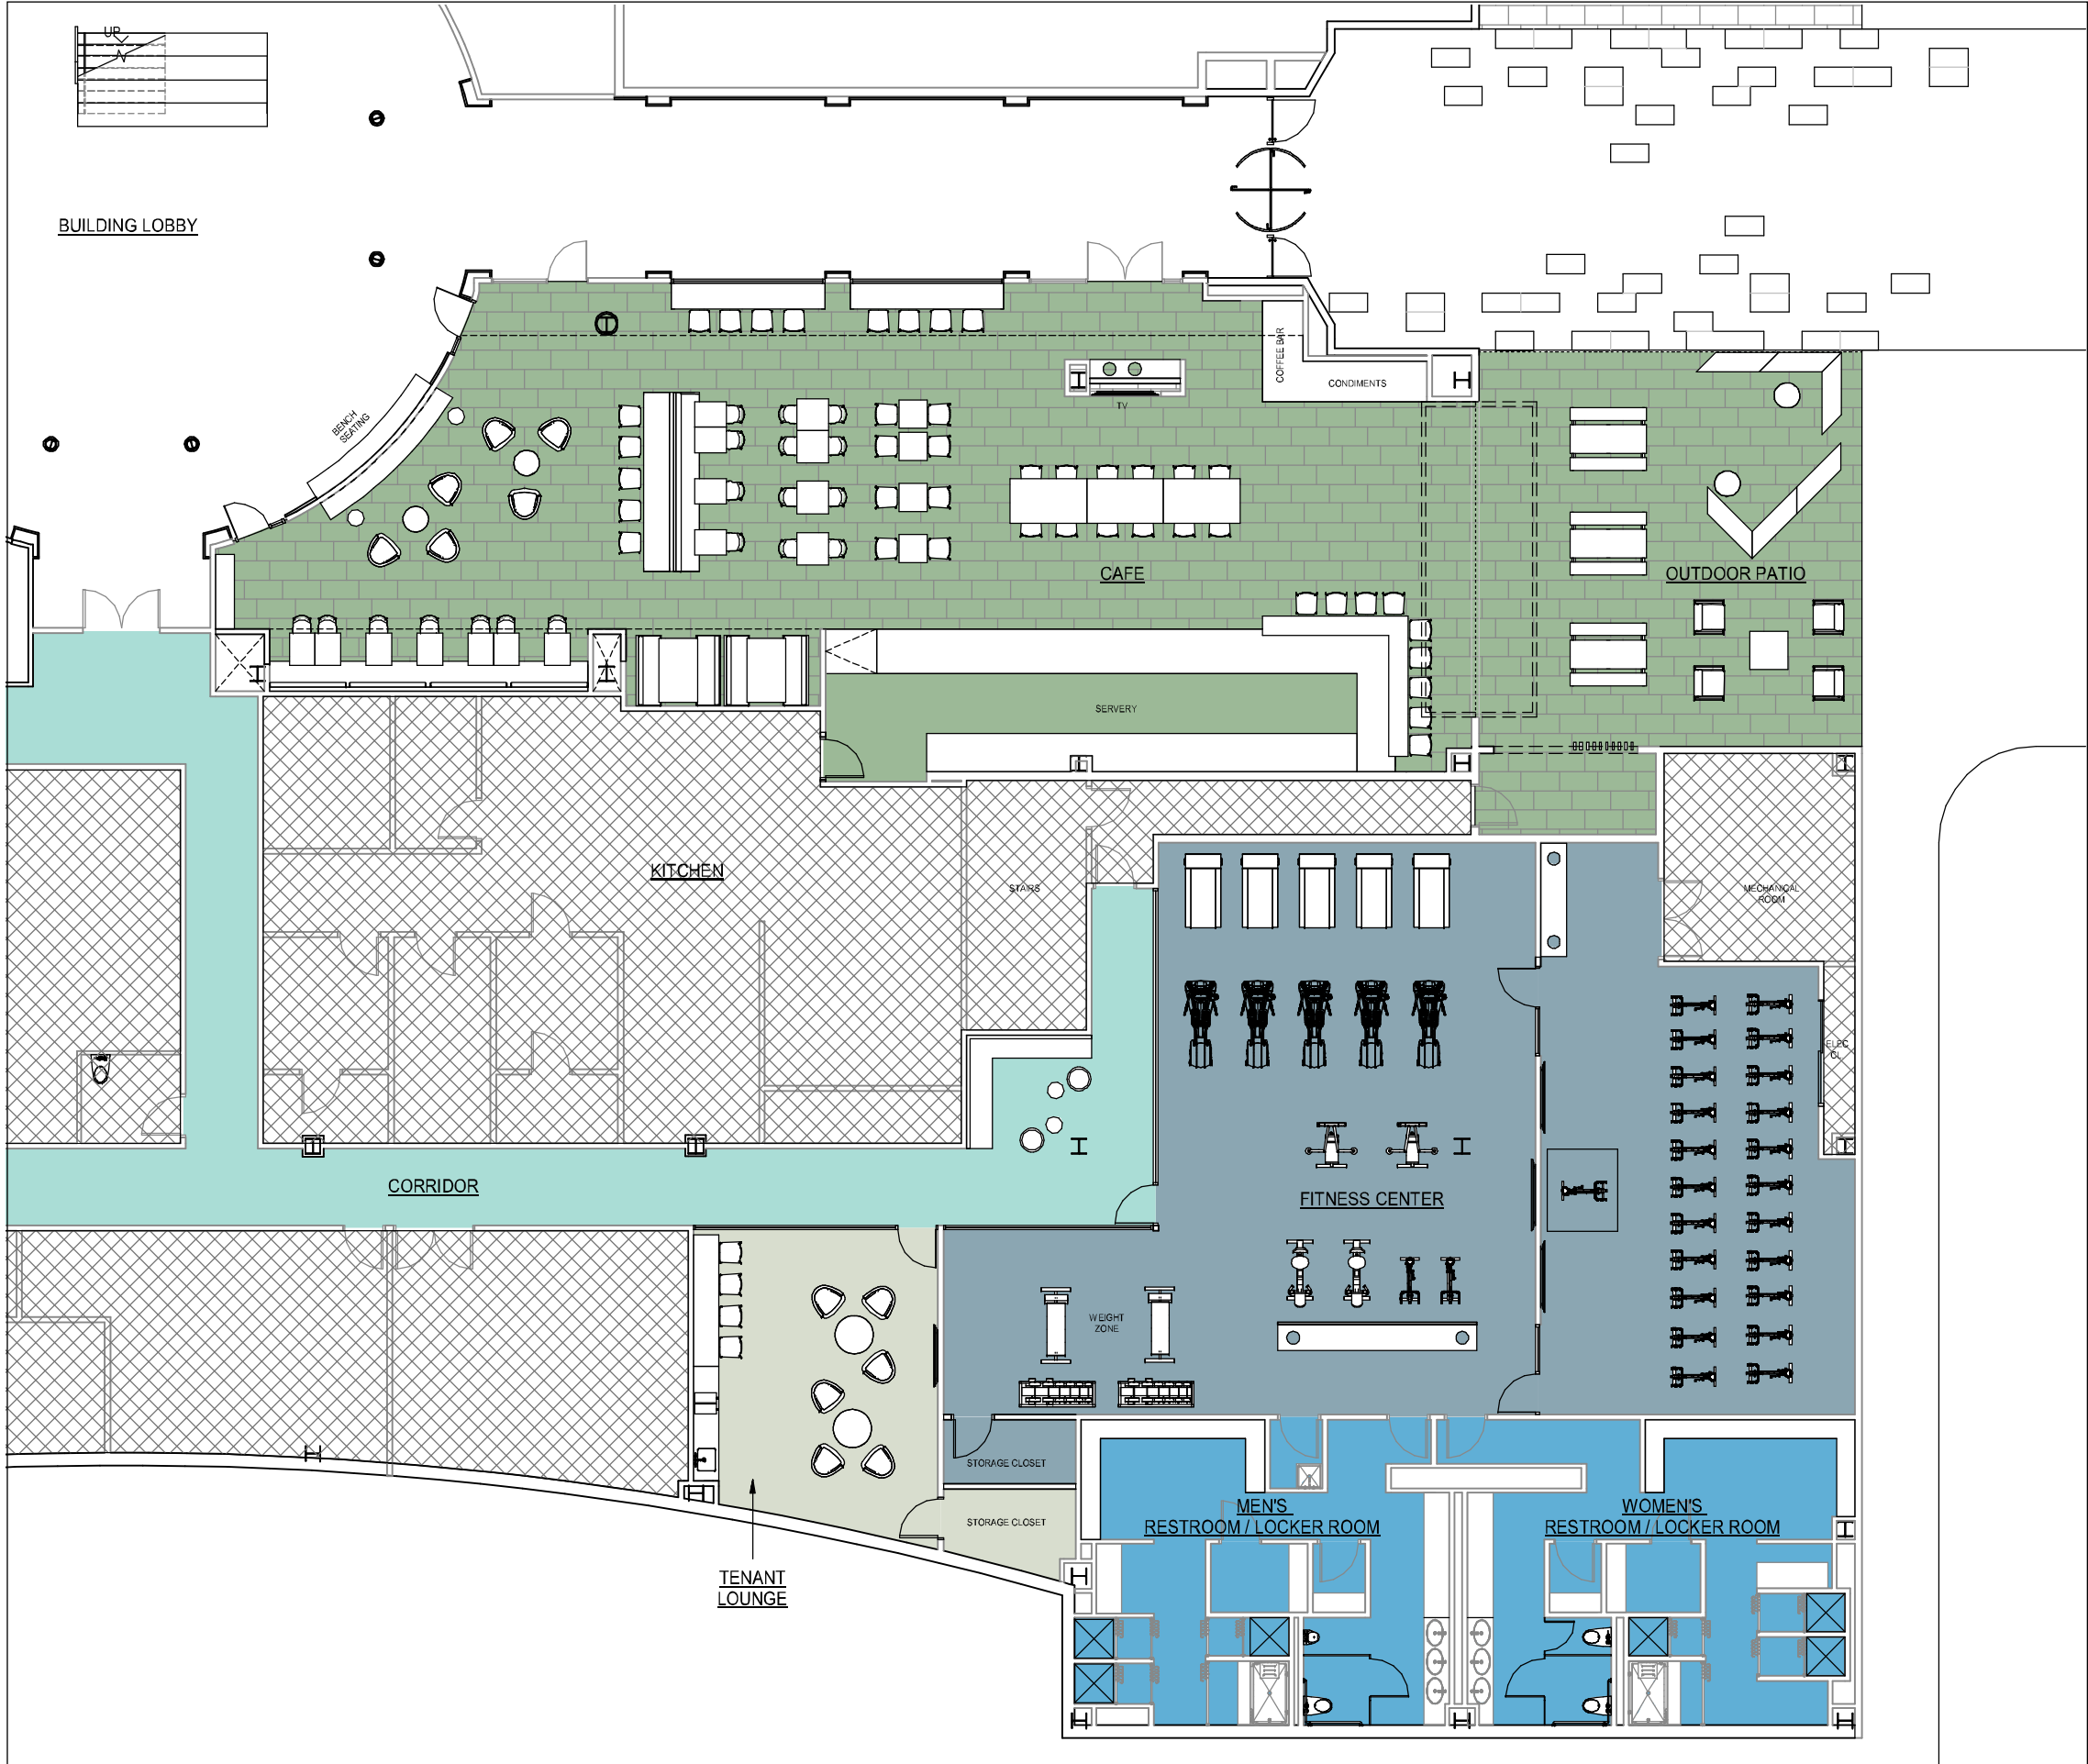 UP
BUILDING LOBBY
COFFEE BAR
CONDIMENTS
TV
BENCH
SEATING
CAFE
OUTDOOR PATIO
SERVERY
KITCHEN
STAIRS
MECHANICAL
ROOM
ELEC
CL
CORRIDOR
FITNESS CENTER
WEIGHT
ZONE
STORAGE CLOSET
STORAGE CLOSET
MEN'S
RESTROOM / LOCKER ROOM
WOMEN'S
RESTROOM / LOCKER ROOM
TENANT
LOUNGE